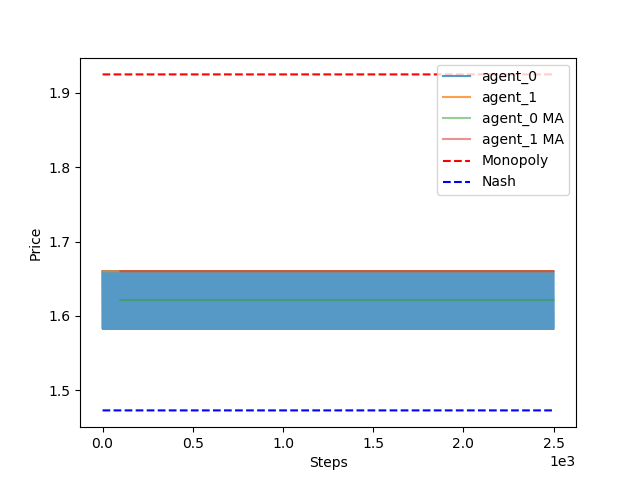 agent_0
agent_1
agent_0 MA
agent_1 MA
Monopoly
Nash
1.9
1.8
1.7
1.6
1.5
Price
0.0 0.5 1.0 1.5 2.0 2.5
1e3
Steps